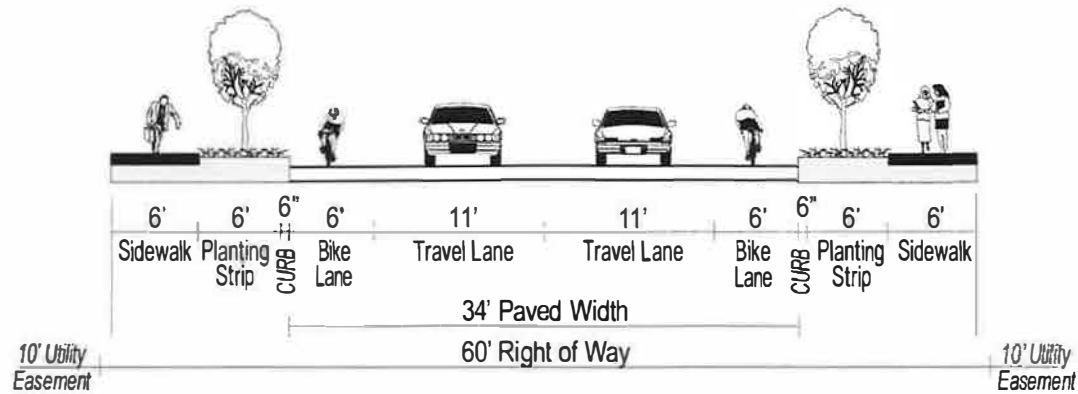 6' 6' 6" 6' 11' 11' 6' 6" 6' 6'
Sidewalk Planting Strip CURB Bike Lane Travel Lane Travel Lane Bike Lane CURB Planting Strip Sidewalk
34' Paved Width
60' Right of Way
10' Utility Easement
10' Utility Easement